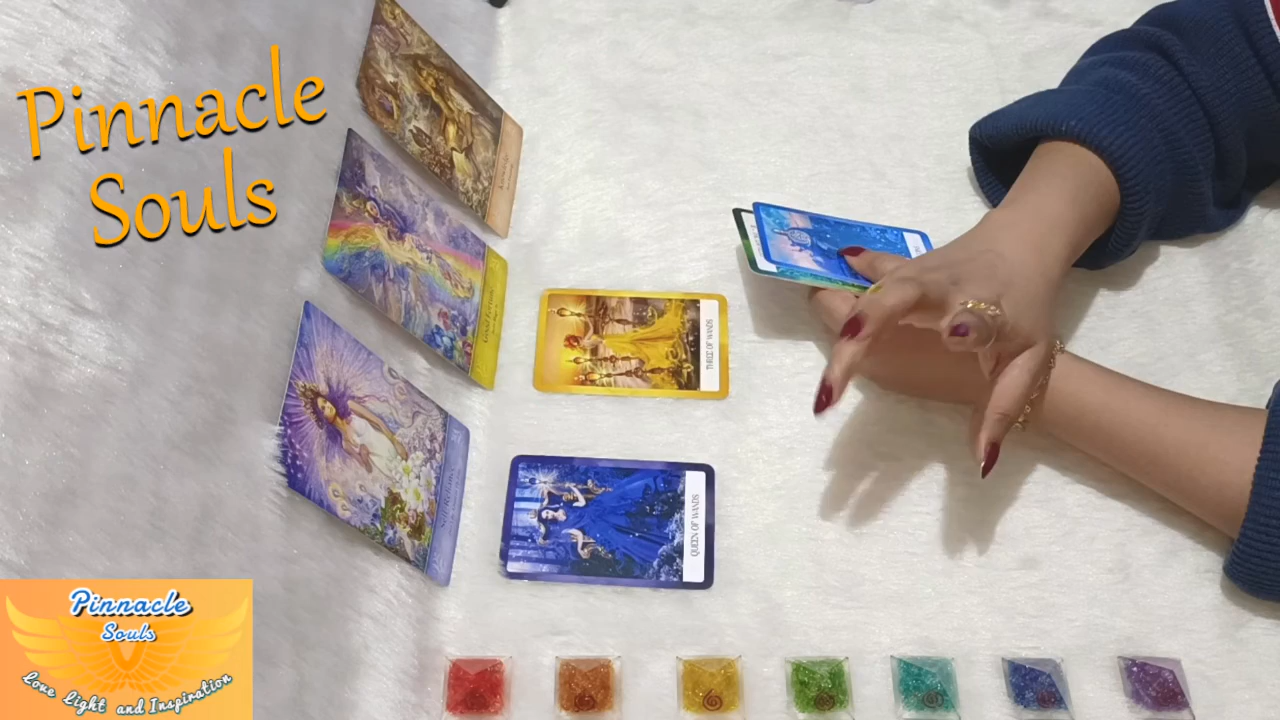 Pinnacle
Souls
THREE OF WANDS
QUEEN OF WANDS
Pinnacle
Souls
Love Light and Inspiration